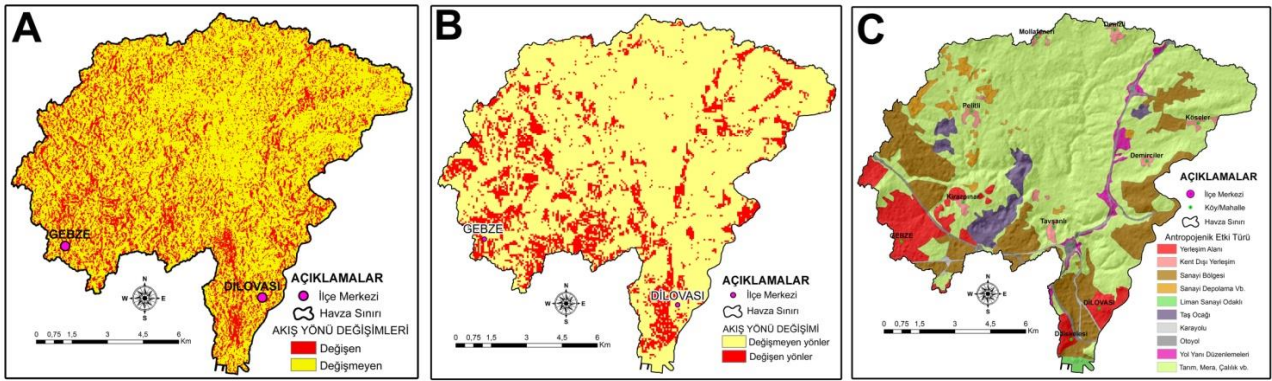 A
GEBZE
DİLOVASI
N
W E
S
0 0,75 1,5 3 4,5 6
Km
AÇIKLAMALAR
İlçe Merkezi
Havza Sınırı
AKIŞ YÖNÜ DEĞİŞİMLERİ
Değişen
Değişmeyen
B
GEBZE
DİLOVASI
N
W E
S
0 0,75 1,5 3 4,5 6
Km
AÇIKLAMALAR
İlçe Merkezi
Havza Sınırı
AKIŞ YÖNÜ DEĞİŞİMİ
Değişmeyen yönler
Değişen yönler
C
Mollafeneri
Pelitli
Köseler
Demirciler
Kirazpınar
Tavşanlı
GEBZE
DİLOVASI
N
W E
S
0 0,75 1,5 3 4,5 6
Km
AÇIKLAMALAR
İlçe Merkezi
Köy/Mahalle
Havza Sınırı
Antropojenik Etki Türü
Yerleşim Alanı
Kent Dışı Yerleşim
Sanayi Bölgesi
Sanayi Depolama Vb.
Liman Sanayi Odaklı
Taş Ocağı
Karayolu
Otoyol
Yol Yanı Düzenlemeleri
Tarım, Mera, Çalılık vb.